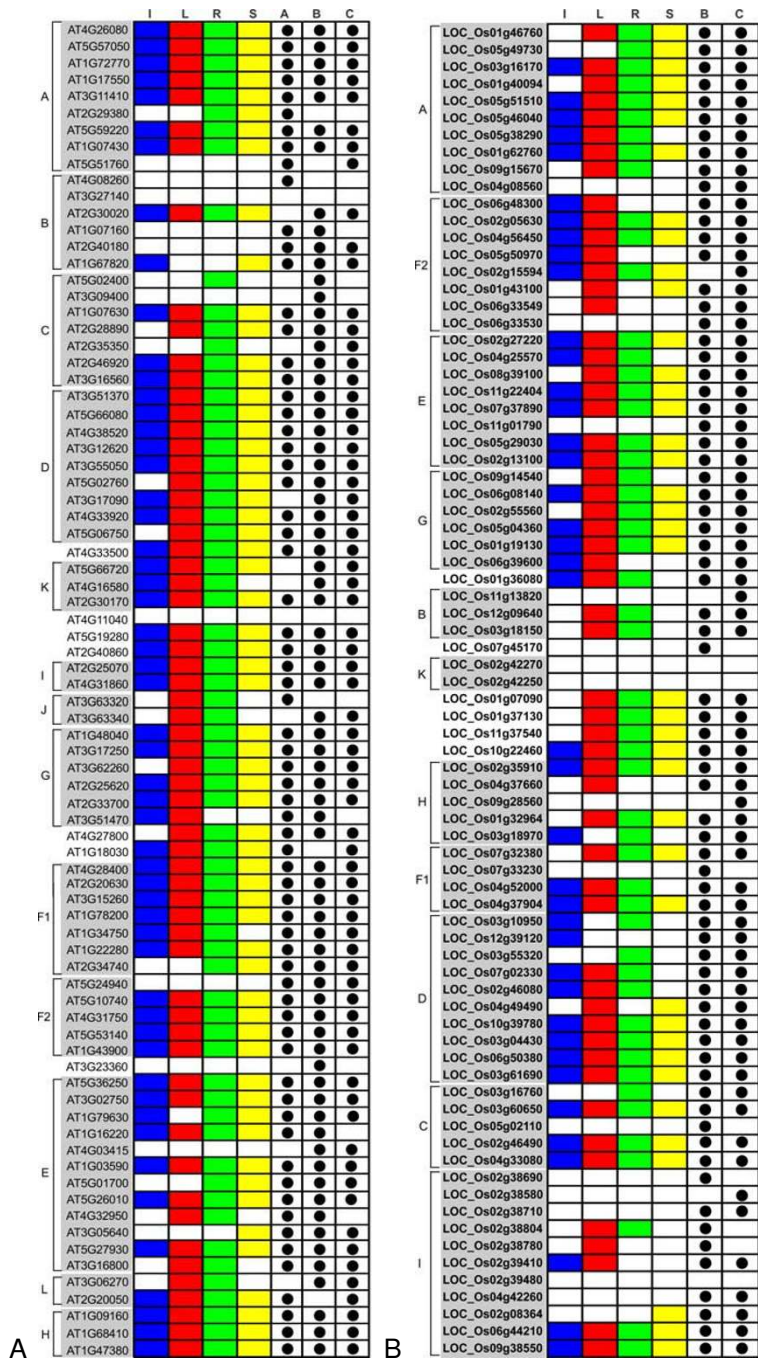 I L R S A B C
A
AT4G26080
AT5G57050
AT1G72770
AT1G17550
AT3G11410
AT2G29380
AT5G59220
AT1G07430
AT5G51760
B
AT4G08260
AT3G27140
AT2G30020
AT1G07160
AT2G40180
AT1G67820
C
AT5G02400
AT3G09400
AT1G07630
AT2G28890
AT2G35350
AT2G46920
AT3G16560
D
AT3G51370
AT5G66080
AT4G38520
AT3G12620
AT3G55050
AT5G02760
AT3G17090
AT4G33920
AT5G06750
AT4G33500
K
AT5G66720
AT4G16580
AT2G30170
AT4G11040
AT5G19280
AT2G40860
I
AT2G25070
AT4G31860
J
AT3G63320
AT3G63340
G
AT1G48040
AT3G17250
AT3G62260
AT2G25620
AT2G33700
AT3G51470
AT4G27800
AT1G18030
F1
AT4G28400
AT2G20630
AT3G15260
AT1G78200
AT1G34750
AT1G22280
AT2G34740
F2
AT5G24940
AT5G10740
AT4G31750
AT5G53140
AT1G43900
AT3G23360
E
AT5G36250
AT3G02750
AT1G79630
AT1G16220
AT4G03415
AT1G03590
AT5G01700
AT5G26010
AT4G32950
AT3G05640
AT5G27930
AT3G16800
L
AT3G06270
AT2G20050
H
AT1G09160
AT1G68410
AT1G47380
A
I L R S B C
A
LOC_Os01g46760
LOC_Os05g49730
LOC_Os03g16170
LOC_Os01g40094
LOC_Os05g51510
LOC_Os05g46040
LOC_Os05g38290
LOC_Os01g62760
LOC_Os09g15670
LOC_Os04g08560
F2
LOC_Os06g48300
LOC_Os02g05630
LOC_Os04g56450
LOC_Os05g50970
LOC_Os02g15594
LOC_Os01g43100
LOC_Os06g33549
LOC_Os06g33530
E
LOC_Os02g27220
LOC_Os04g25570
LOC_Os08g39100
LOC_Os11g22404
LOC_Os07g37890
LOC_Os11g01790
LOC_Os05g29030
LOC_Os02g13100
G
LOC_Os09g14540
LOC_Os06g08140
LOC_Os02g55560
LOC_Os05g04360
LOC_Os01g19130
LOC_Os06g39600
LOC_Os01g36080
B
LOC_Os11g13820
LOC_Os12g09640
LOC_Os03g18150
LOC_Os07g45170
K
LOC_Os02g42270
LOC_Os02g42250
LOC_Os01g07090
LOC_Os01g37130
LOC_Os11g37540
LOC_Os10g22460
H
LOC_Os02g35910
LOC_Os04g37660
LOC_Os09g28560
LOC_Os01g32964
LOC_Os03g18970
F1
LOC_Os07g32380
LOC_Os07g33230
LOC_Os04g52000
LOC_Os04g37904
D
LOC_Os03g10950
LOC_Os12g39120
LOC_Os03g55320
LOC_Os07g02330
LOC_Os02g46080
LOC_Os04g49490
LOC_Os10g39780
LOC_Os03g04430
LOC_Os06g50380
LOC_Os03g61690
C
LOC_Os03g16760
LOC_Os03g60650
LOC_Os05g02110
LOC_Os02g46490
LOC_Os04g33080
I
LOC_Os02g38690
LOC_Os02g38580
LOC_Os02g38710
LOC_Os02g38804
LOC_Os02g38780
LOC_Os02g39410
LOC_Os02g39480
LOC_Os04g42260
LOC_Os02g08364
LOC_Os06g44210
LOC_Os09g38550
B